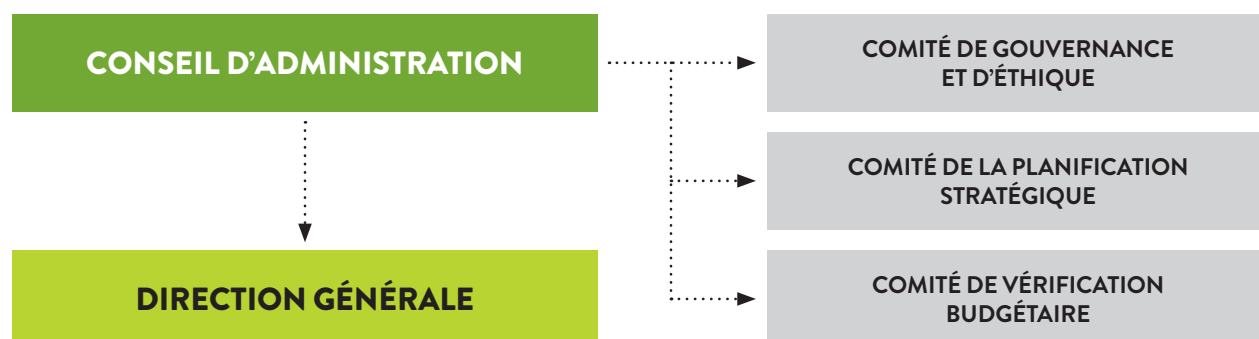 CONSEIL D’ADMINISTRATION
COMITÉ DE GOUVERNANCE
ET D’ÉTHIQUE
COMITÉ DE LA PLANIFICATION
STRATÉGIQUE
DIRECTION GÉNÉRALE
COMITÉ DE VÉRIFICATION
BUDGÉTAIRE